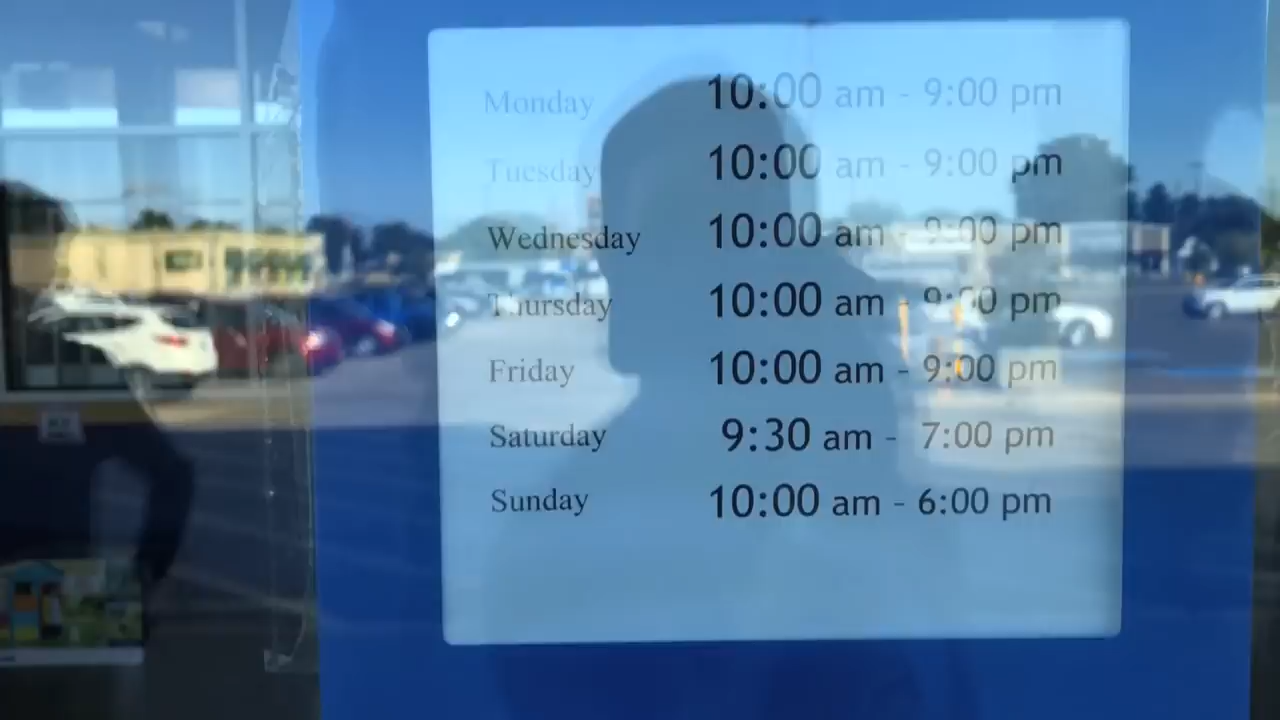 Monday 10:00 am - 9:00 pm
Tuesday 10:00 am - 9:00 pm
Wednesday 10:00 am - 9:00 pm
Thursday 10:00 am - 9:00 pm
Friday 10:00 am - 9:00 pm
Saturday 9:30 am - 7:00 pm
Sunday 10:00 am - 6:00 pm